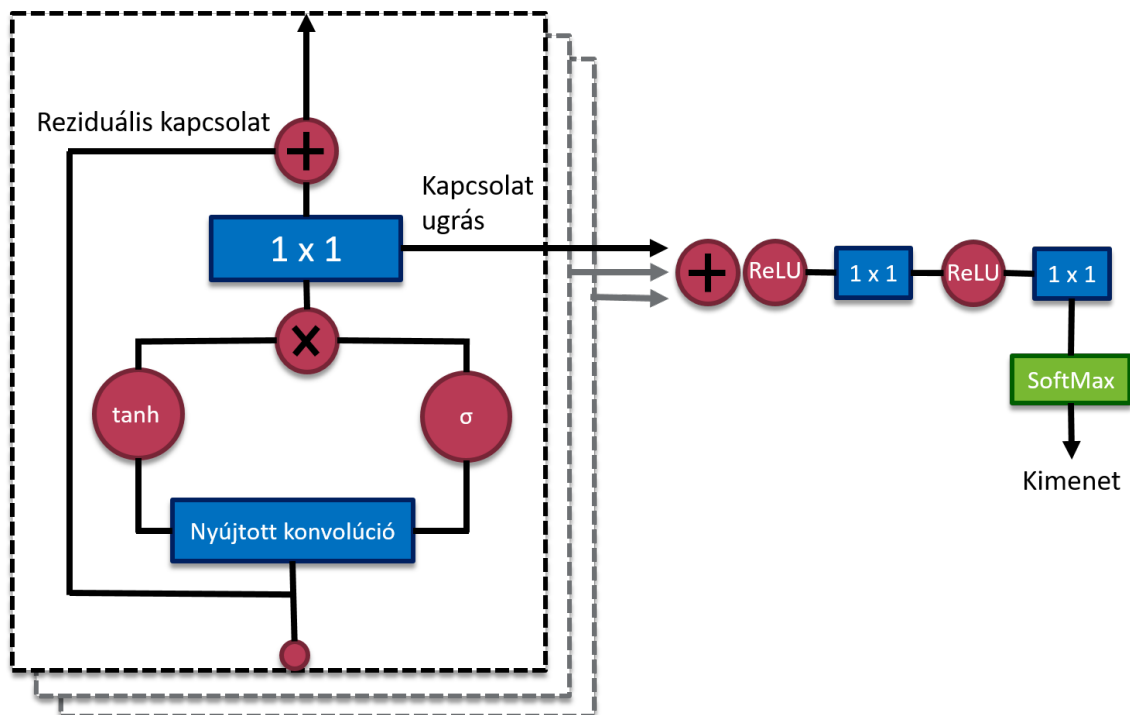 Reziduális kapcsolat
+
Kapcsolat
ugrás
1 x 1
+
ReLU
1 x 1
ReLU
1 x 1
×
tanh
σ
SoftMax
Kimenet
Nyújtott konvolúció